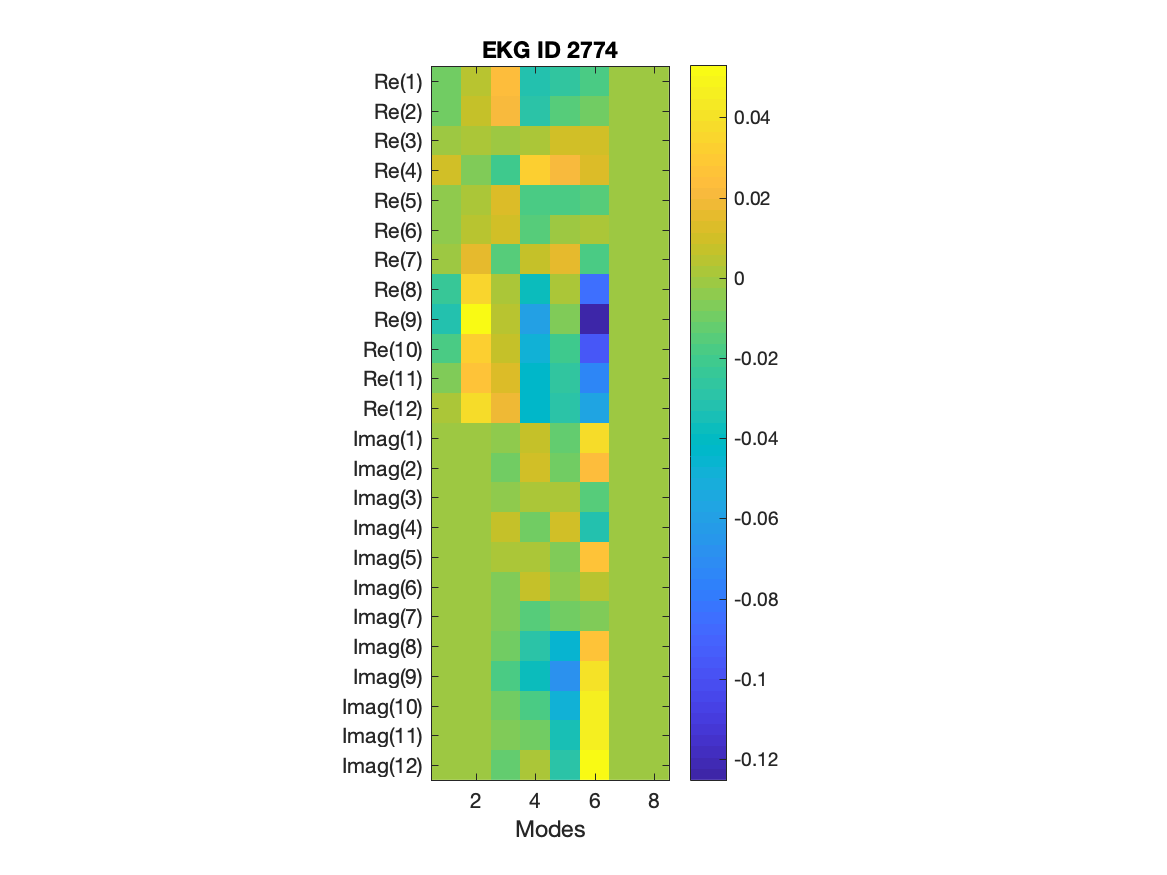 EKG ID 2774
Re(1)
Re(2)
Re(3)
Re(4)
Re(5)
Re(6)
Re(7)
Re(8)
Re(9)
Re(10)
Re(11)
Re(12)
Imag(1)
Imag(2)
Imag(3)
Imag(4)
Imag(5)
Imag(6)
Imag(7)
Imag(8)
Imag(9)
Imag(10)
Imag(11)
Imag(12)
2 4 6 8
Modes
0.04
0.02
0
-0.02
-0.04
-0.06
-0.08
-0.1
-0.12